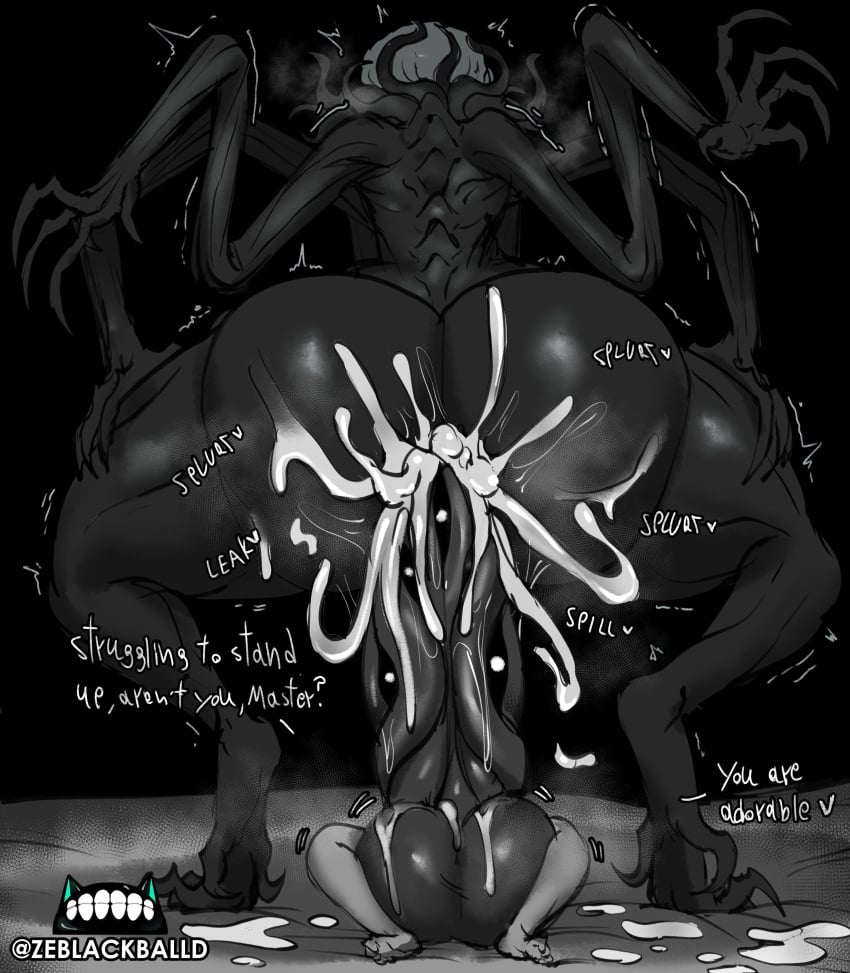 SPLURT♥
SPLURT♥
LEAK♥
SPLURT♥
SPILL♥
struggling to stand
up, aren't you, Master?
You are
adorable♥
@ZEBLACKBALLD